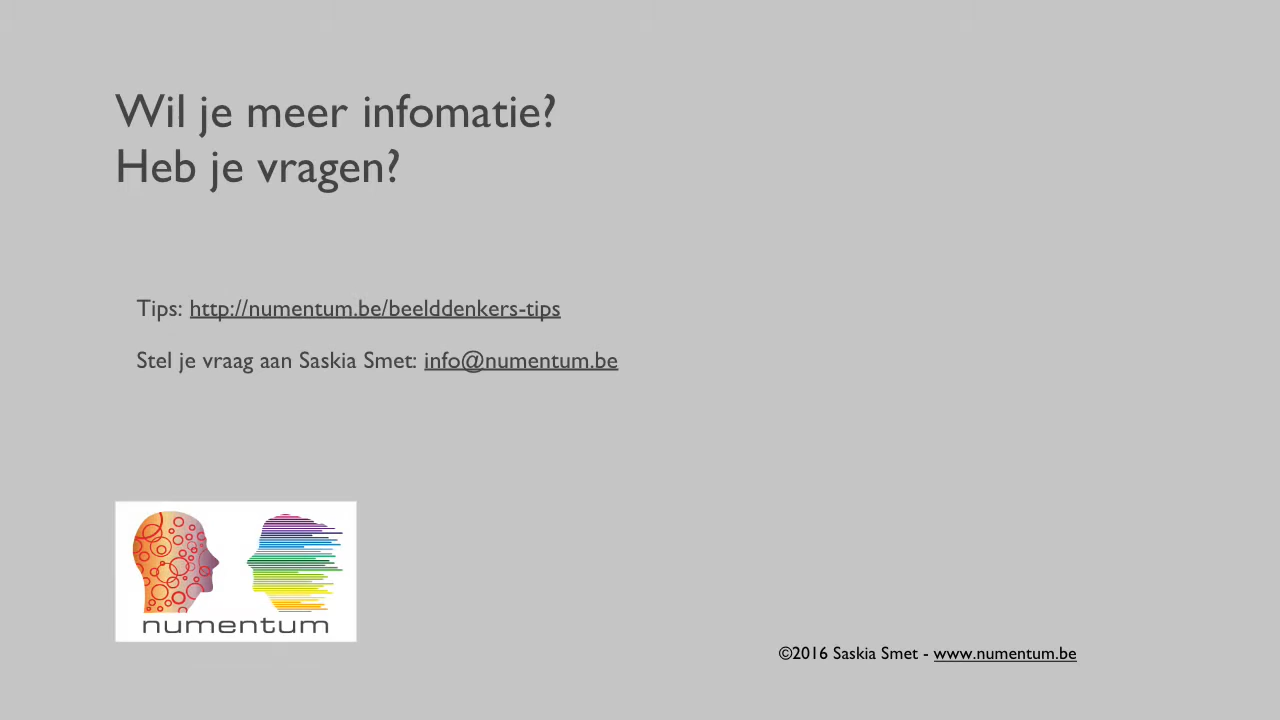 Wil je meer infomatie?
Heb je vragen?
Tips: http://numentum.be/beelddenkers-tips
Stel je vraag aan Saskia Smet: info@numentum.be
numentum
©2016 Saskia Smet - www.numentum.be